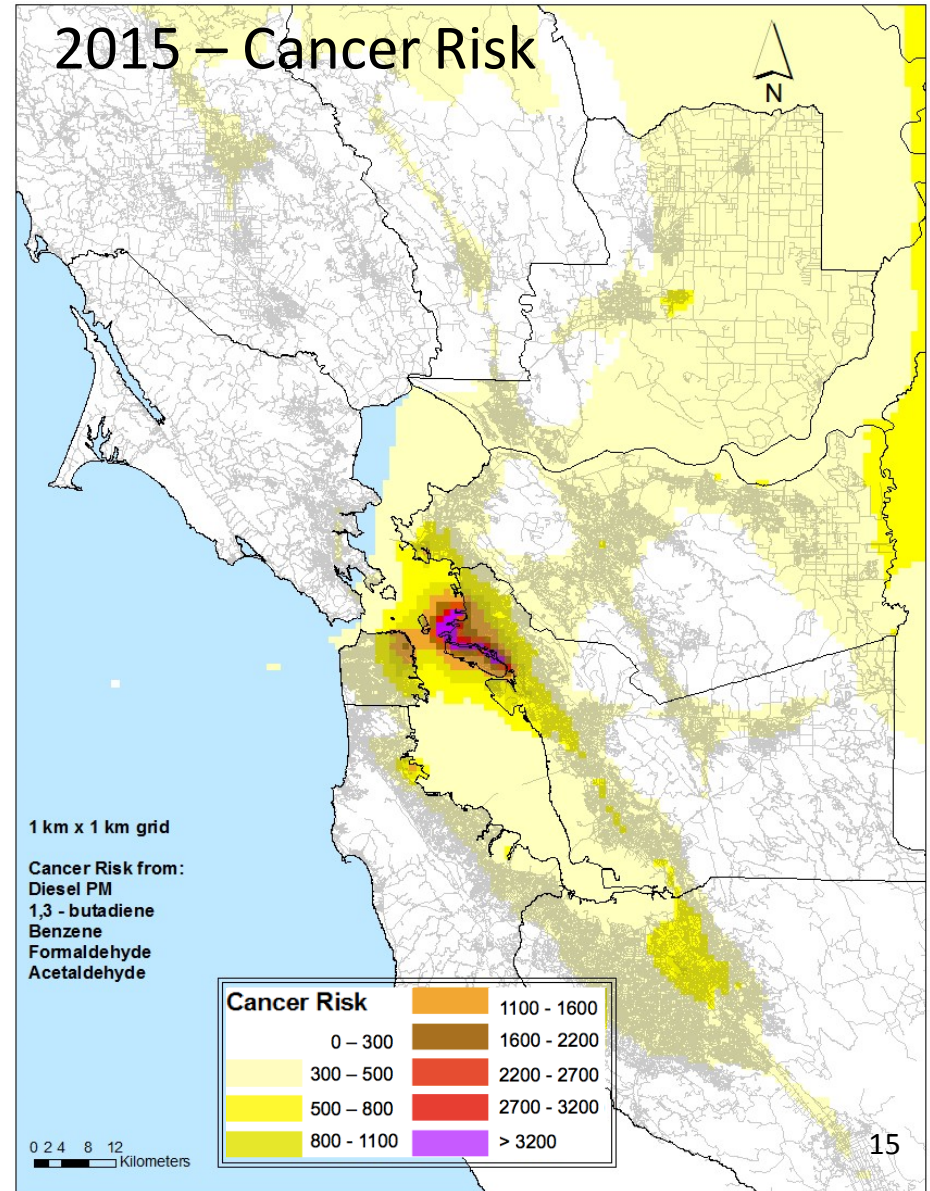 2015 – Cancer Risk
N
1 km x 1 km grid
Cancer Risk from:
Diesel PM
1,3 - butadiene
Benzene
Formaldehyde
Acetaldehyde
Cancer Risk
0 – 300
300 – 500
500 – 800
800 - 1100
1100 - 1600
1600 - 2200
2200 - 2700
2700 - 3200
> 3200
0 2 4 8 12
Kilometers
15